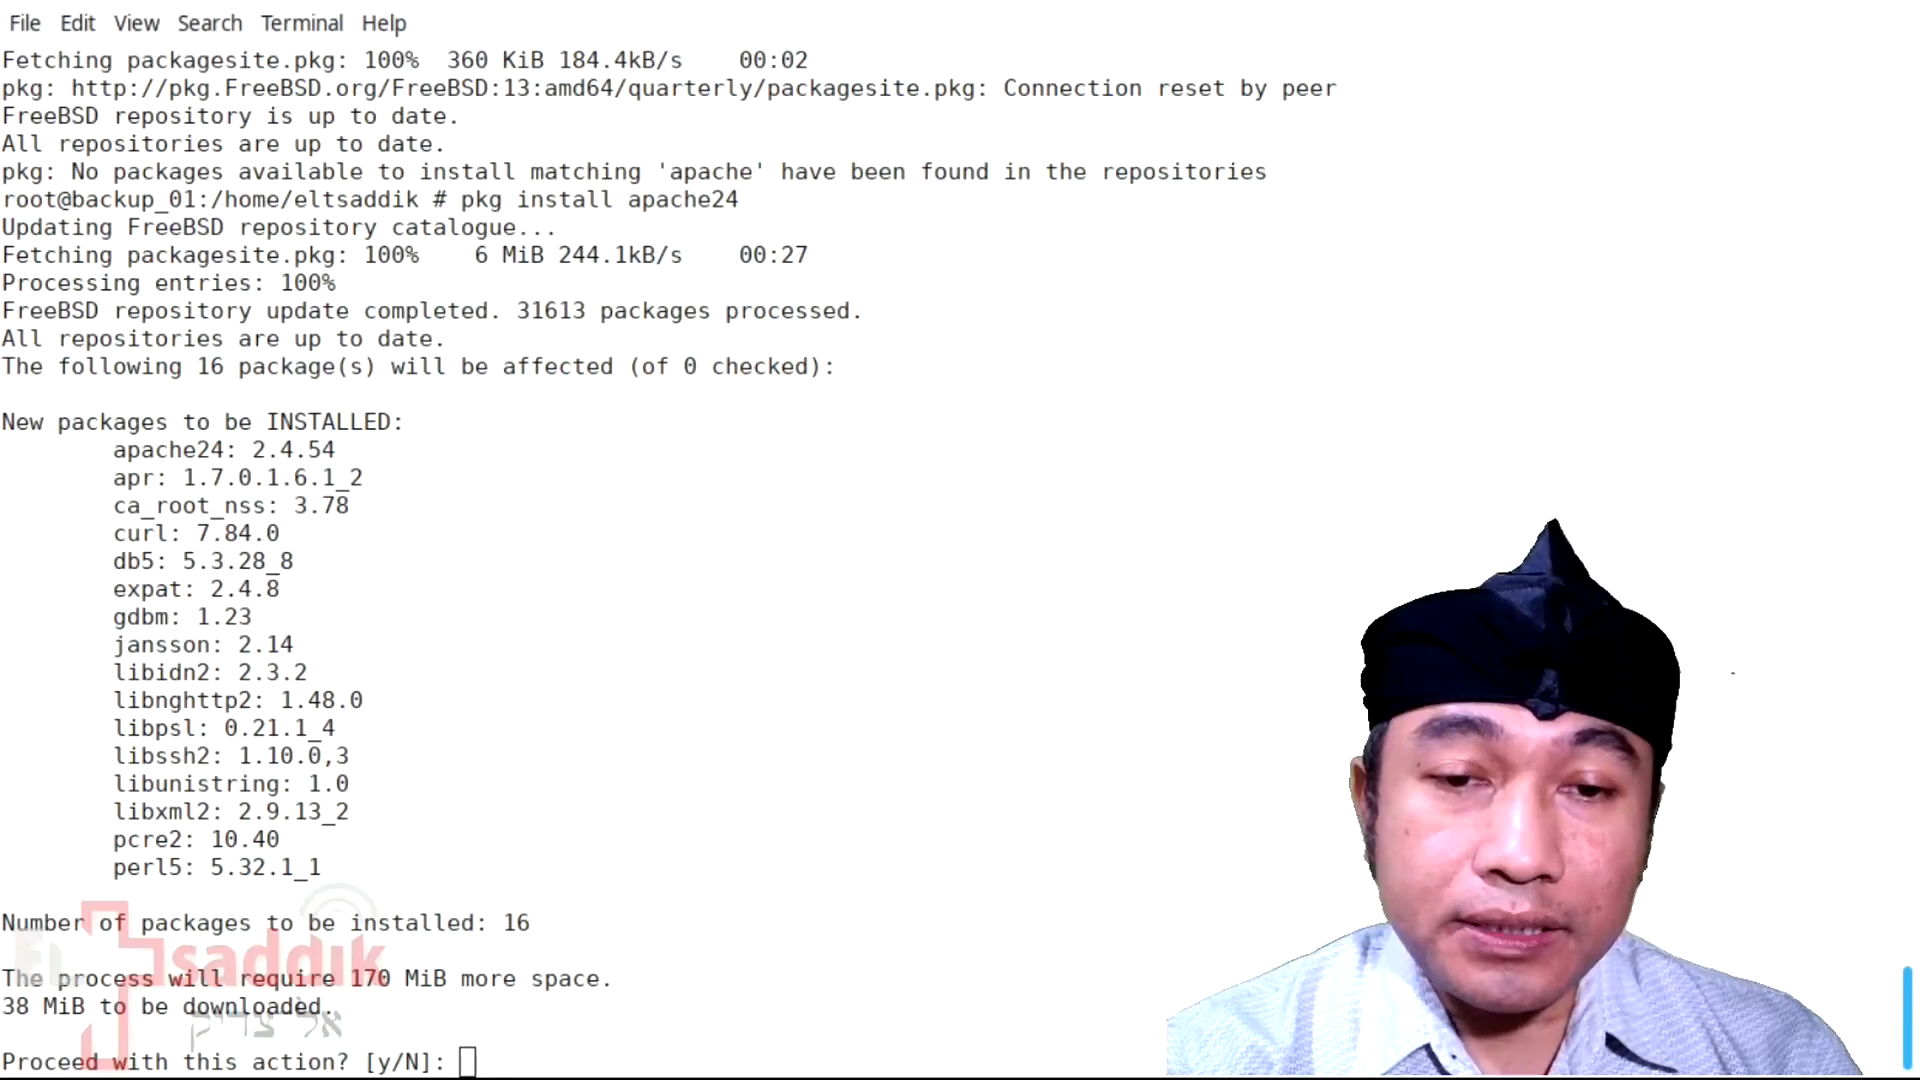 File Edit View Search Terminal Help
Fetching packagesite.pkg: 100%  360 KiB 184.4kB/s    00:02
pkg: http://pkg.FreeBSD.org/FreeBSD:13:amd64/quarterly/packagesite.pkg: Connection reset by peer
FreeBSD repository is up to date.
All repositories are up to date.
pkg: No packages available to install matching 'apache' have been found in the repositories
root@backup_01:/home/eltsaddik # pkg install apache24
Updating FreeBSD repository catalogue...
Fetching packagesite.pkg: 100%    6 MiB 244.1kB/s    00:27
Processing entries: 100%
FreeBSD repository update completed. 31613 packages processed.
All repositories are up to date.
The following 16 package(s) will be affected (of 0 checked):
New packages to be INSTALLED:
apache24: 2.4.54
apr: 1.7.0.1.6.1_2
ca_root_nss: 3.78
curl: 7.84.0
db5: 5.3.28_8
expat: 2.4.8
gdbm: 1.23
jansson: 2.14
libidn2: 2.3.2
libnghttp2: 1.48.0
libpsl: 0.21.1_4
libssh2: 1.10.0,3
libunistring: 1.0
libxml2: 2.9.13_2
pcre2: 10.40
perl5: 5.32.1_1
Number of packages to be installed: 16
The process will require 170 MiB more space.
38 MiB to be downloaded.
Proceed with this action? [y/N]:
El saddik
אל צדיק